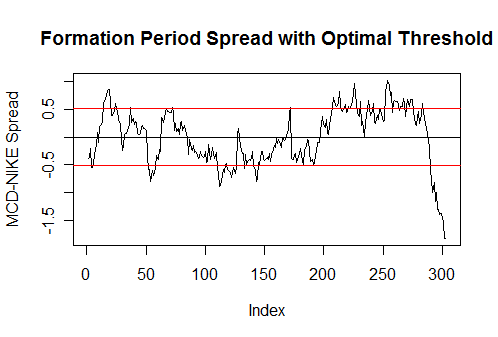 Formation Period Spread with Optimal Threshold
MCD-NIKE Spread
0.5
-0.5
-1.5
0 50 100 150 200 250 300
Index